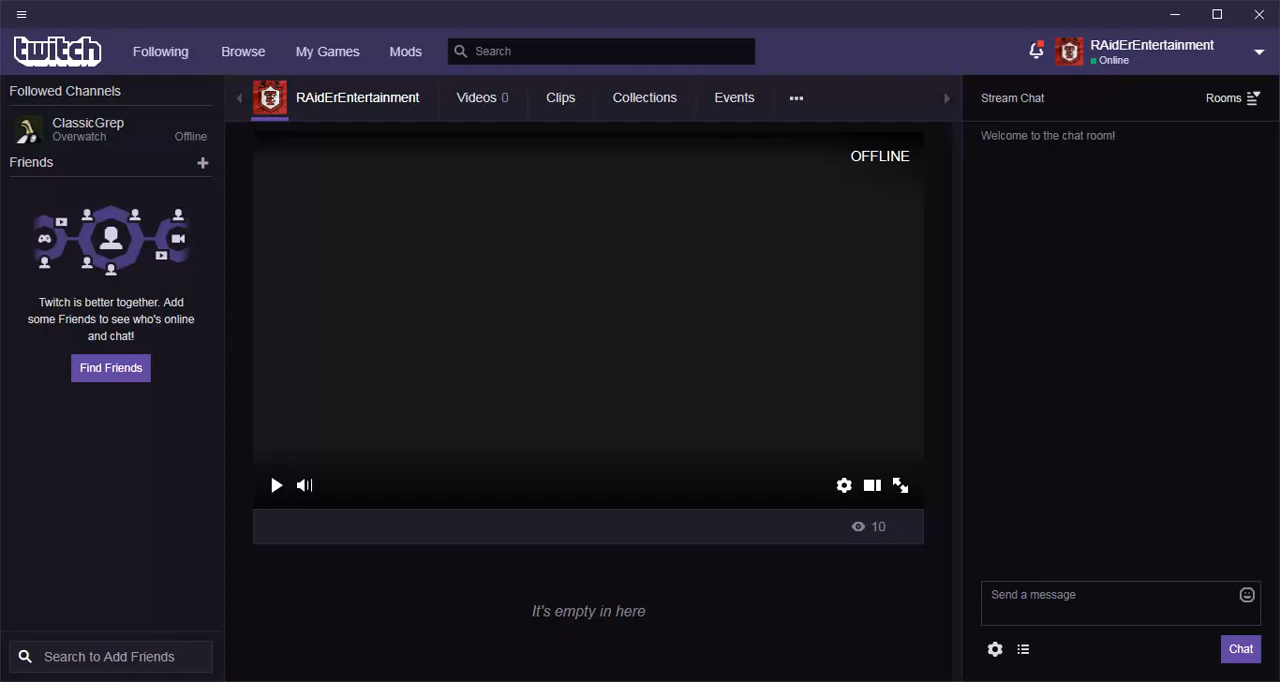 twitch
Following
Browse
My Games
Mods
Search
RAidErEntertainment
Online
Followed Channels
ClassicGrep
Overwatch
Offline
Friends
Twitch is better together. Add
some Friends to see who's online
and chat!
Find Friends
Search to Add Friends
RAidErEntertainment
Videos 0
Clips
Collections
Events
OFFLINE
10
It's empty in here
Stream Chat
Rooms
Welcome to the chat room!
Send a message
Chat